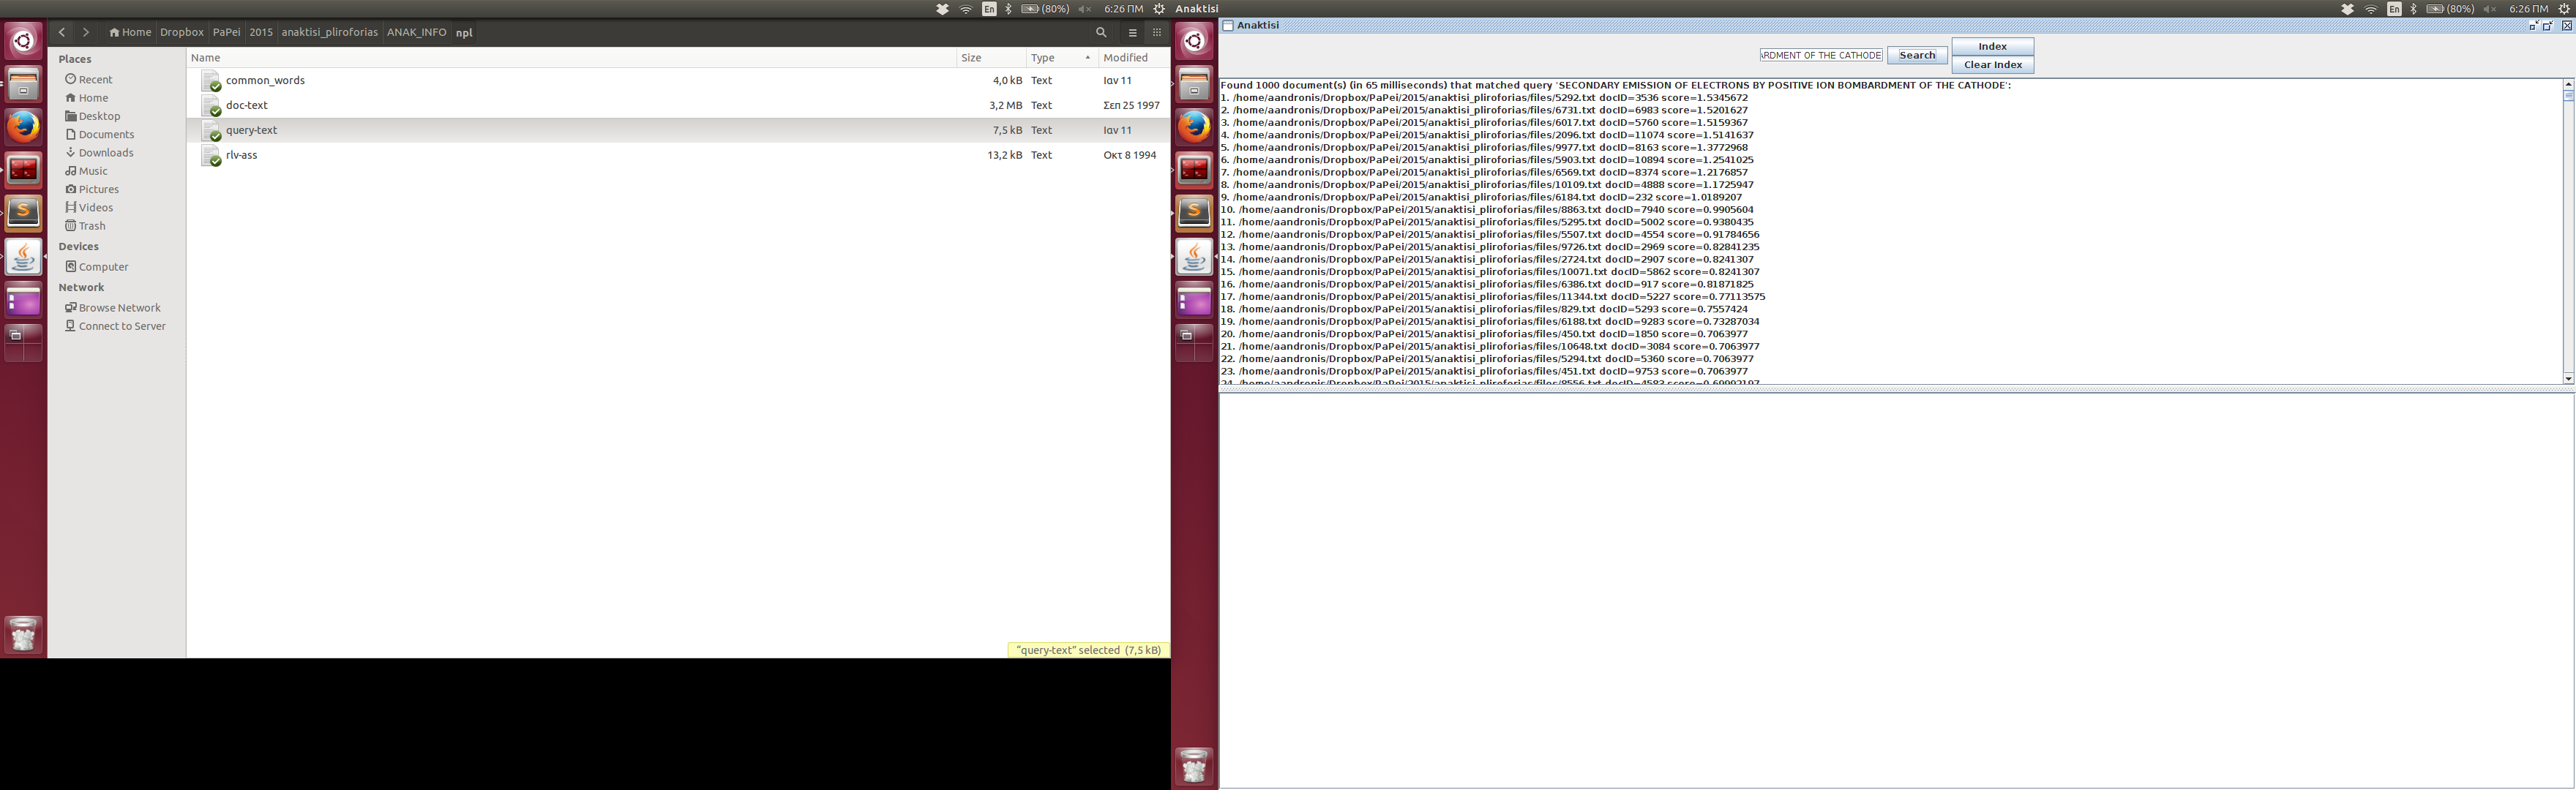 En (80%) 6:26 ΠΜ
Home Dropbox PaPei 2015 anaktisi_pliroforias ANAK_INFO npl
Places
Recent
Home
Desktop
Documents
Downloads
Music
Pictures
Videos
Trash
Devices
Computer
Network
Browse Network
Connect to Server
Name Size Type Modified
common_words 4,0 kB Text Ιαν 11
doc-text 3,2 MB Text Σεπ 25 1997
query-text 7,5 kB Text Ιαν 11
rlv-ass 13,2 kB Text Οκτ 8 1994
“query-text” selected (7,5 kB)
Anaktisi En (80%) 6:26 ΠΜ
Anaktisi
ARDMENT OF THE CATHODE Search Index
Clear Index
Found 1000 document(s) (in 65 milliseconds) that matched query 'SECONDARY EMISSION OF ELECTRONS BY POSITIVE ION BOMBARDMENT OF THE CATHODE':
1. /home/aandronis/Dropbox/PaPei/2015/anaktisi_pliroforias/files/5292.txt docID=3536 score=1.5345672
2. /home/aandronis/Dropbox/PaPei/2015/anaktisi_pliroforias/files/6731.txt docID=6983 score=1.5201627
3. /home/aandronis/Dropbox/PaPei/2015/anaktisi_pliroforias/files/6017.txt docID=5760 score=1.5159367
4. /home/aandronis/Dropbox/PaPei/2015/anaktisi_pliroforias/files/2096.txt docID=11074 score=1.5141637
5. /home/aandronis/Dropbox/PaPei/2015/anaktisi_pliroforias/files/9977.txt docID=8163 score=1.3772968
6. /home/aandronis/Dropbox/PaPei/2015/anaktisi_pliroforias/files/5903.txt docID=10894 score=1.2541025
7. /home/aandronis/Dropbox/PaPei/2015/anaktisi_pliroforias/files/6569.txt docID=8374 score=1.2176857
8. /home/aandronis/Dropbox/PaPei/2015/anaktisi_pliroforias/files/10109.txt docID=4888 score=1.1725947
9. /home/aandronis/Dropbox/PaPei/2015/anaktisi_pliroforias/files/6184.txt docID=232 score=1.0189207
10. /home/aandronis/Dropbox/PaPei/2015/anaktisi_pliroforias/files/8863.txt docID=7940 score=0.9905604
11. /home/aandronis/Dropbox/PaPei/2015/anaktisi_pliroforias/files/5295.txt docID=5002 score=0.9380435
12. /home/aandronis/Dropbox/PaPei/2015/anaktisi_pliroforias/files/5507.txt docID=4554 score=0.91784656
13. /home/aandronis/Dropbox/PaPei/2015/anaktisi_pliroforias/files/9726.txt docID=2969 score=0.82841235
14. /home/aandronis/Dropbox/PaPei/2015/anaktisi_pliroforias/files/2724.txt docID=2907 score=0.8241307
15. /home/aandronis/Dropbox/PaPei/2015/anaktisi_pliroforias/files/10071.txt docID=5862 score=0.8241307
16. /home/aandronis/Dropbox/PaPei/2015/anaktisi_pliroforias/files/6386.txt docID=917 score=0.81871825
17. /home/aandronis/Dropbox/PaPei/2015/anaktisi_pliroforias/files/11344.txt docID=5227 score=0.77113575
18. /home/aandronis/Dropbox/PaPei/2015/anaktisi_pliroforias/files/829.txt docID=5293 score=0.7557424
19. /home/aandronis/Dropbox/PaPei/2015/anaktisi_pliroforias/files/6188.txt docID=9283 score=0.73287034
20. /home/aandronis/Dropbox/PaPei/2015/anaktisi_pliroforias/files/450.txt docID=1850 score=0.7063977
21. /home/aandronis/Dropbox/PaPei/2015/anaktisi_pliroforias/files/10648.txt docID=3084 score=0.7063977
22. /home/aandronis/Dropbox/PaPei/2015/anaktisi_pliroforias/files/5294.txt docID=5360 score=0.7063977
23. /home/aandronis/Dropbox/PaPei/2015/anaktisi_pliroforias/files/451.txt docID=9753 score=0.7063977
24. /home/aandronis/Dropbox/PaPei/2015/anaktisi_pliroforias/files/8556.txt docID=4583